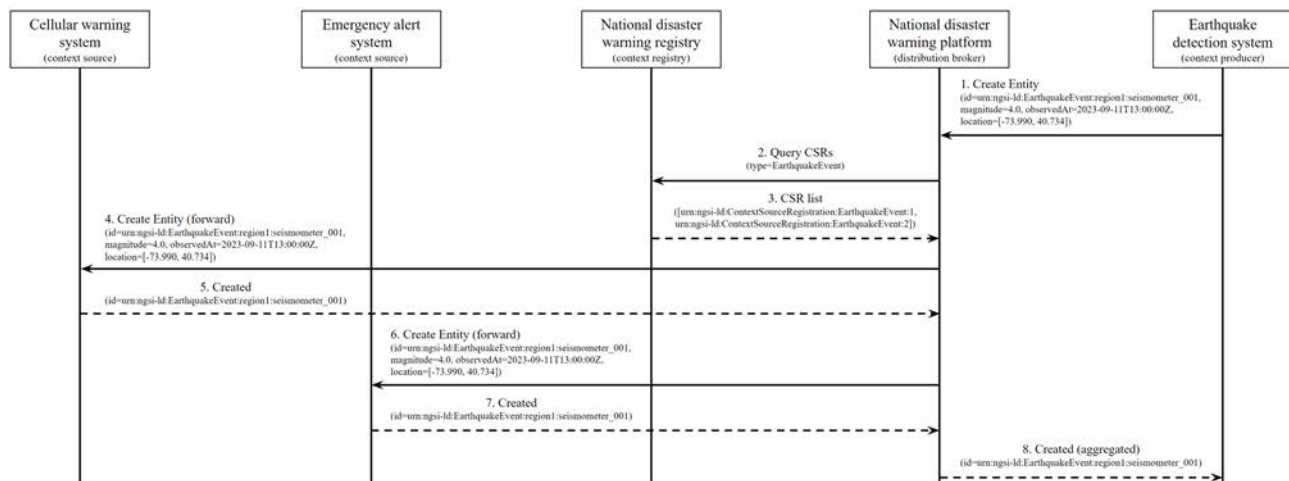 Cellular warning
system
(context source)
Emergency alert
system
(context source)
National disaster
warning registry
(context registry)
National disaster
warning platform
(distribution broker)
Earthquake
detection system
(context producer)
1. Create Entity
(id=urn:ngsi-ld:EarthquakeEvent:region1:seismometer_001,
magnitude=4.0, observedAt=2023-09-11T13:00:00Z,
location=[-73.990, 40.734])
2. Query CSRs
(type=EarthquakeEvent)
3. CSR list
([urn:ngsi-ld:ContextSourceRegistration:EarthquakeEvent:1,
urn:ngsi-ld:ContextSourceRegistration:EarthquakeEvent:2])
4. Create Entity (forward)
(id=urn:ngsi-ld:EarthquakeEvent:region1:seismometer_001,
magnitude=4.0, observedAt=2023-09-11T13:00:00Z,
location=[-73.990, 40.734])
5. Created
(id=urn:ngsi-ld:EarthquakeEvent:region1:seismometer_001)
6. Create Entity (forward)
(id=urn:ngsi-ld:EarthquakeEvent:region1:seismometer_001,
magnitude=4.0, observedAt=2023-09-11T13:00:00Z,
location=[-73.990, 40.734])
7. Created
(id=urn:ngsi-ld:EarthquakeEvent:region1:seismometer_001)
8. Created (aggregated)
(id=urn:ngsi-ld:EarthquakeEvent:region1:seismometer_001)